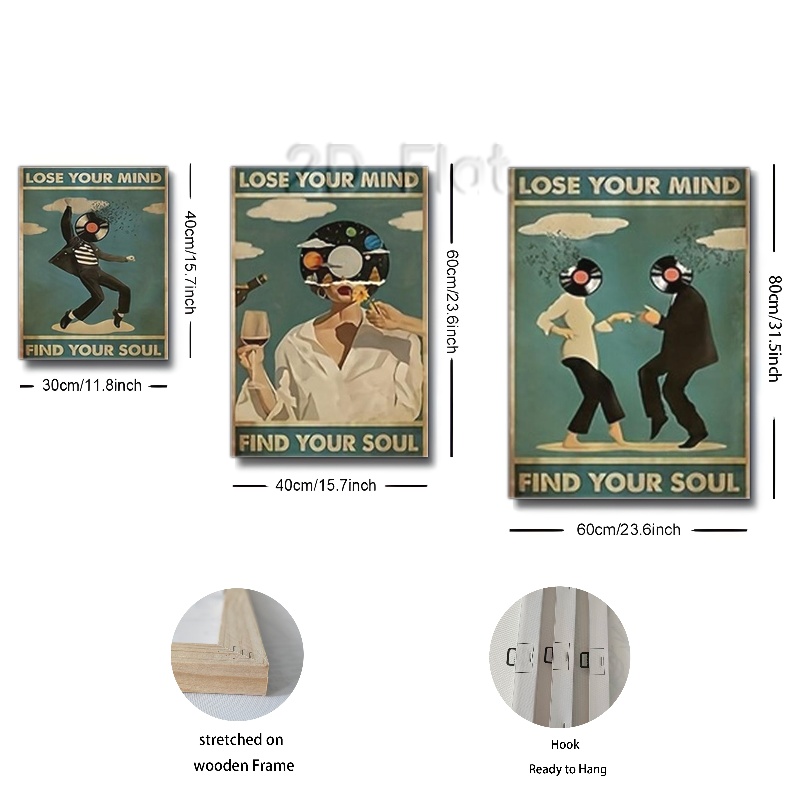 2D Flat
LOSE YOUR MIND
FIND YOUR SOUL
40cm/15.7inch
30cm/11.8inch
LOSE YOUR MIND
FIND YOUR SOUL
60cm/23.6inch
40cm/15.7inch
LOSE YOUR MIND
FIND YOUR SOUL
80cm/31.5inch
60cm/23.6inch
stretched on
wooden Frame
Hook
Ready to Hang